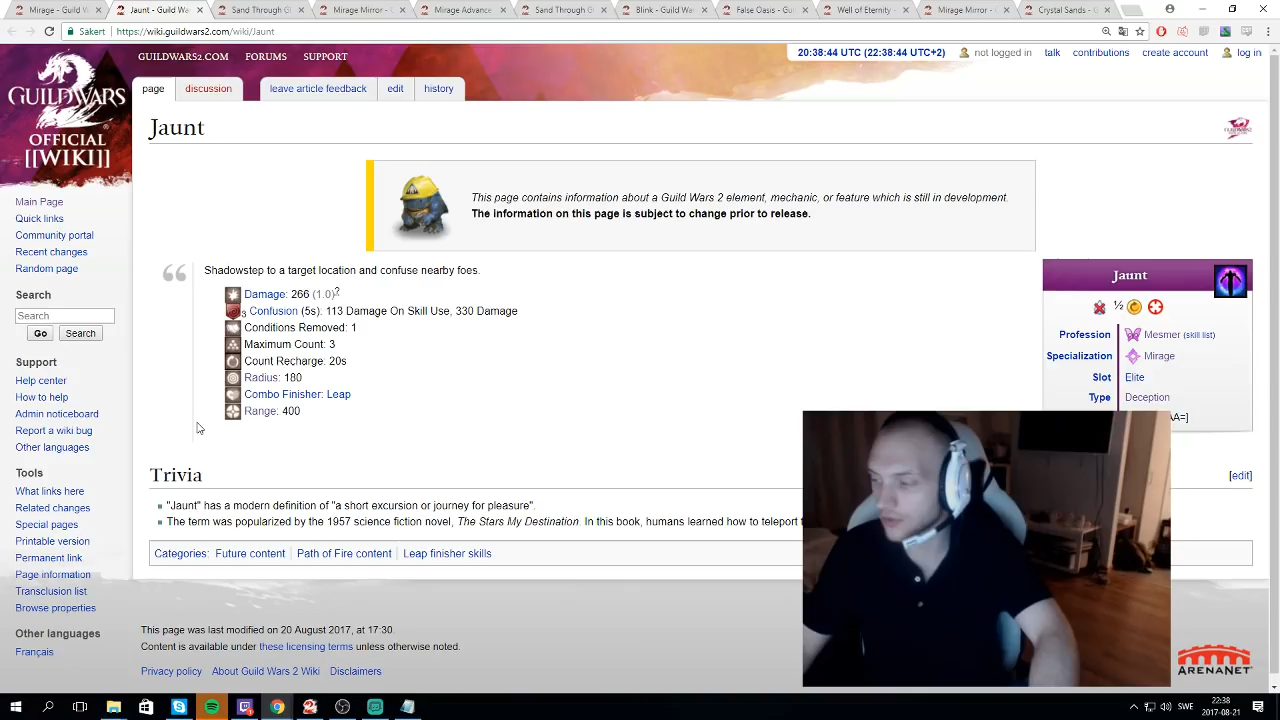 Mirage - Guild War
Jaunt - Guild Wars
Sand Through Gl
Mirage Mirror -
Mirage Advance
Sand Through Gl
Blink - Guild Wa
False Oasis - Gu
Well of Eternity
Mirage Mirror - G
Crystal Sands - G
Säkert https://wiki.guildwars2.com/wiki/Jaunt
GUILDWARS.COM FORUMS SUPPORT
20:38:44 UTC (22:38:44 UTC+2) not logged in talk contributions create account log in
page discussion leave article feedback edit history
GUILD WARS
OFFICIAL
[[WIKI]]
Main Page
Quick links
Community portal
Recent changes
Random page
Search
Search
Go Search
Support
Help center
How to help
Admin noticeboard
Report a wiki bug
Other languages
Tools
What links here
Related changes
Special pages
Printable version
Permanent link
Page information
Transclusion list
Browse properties
Other languages
Français
Jaunt
This page contains information about a Guild Wars 2 element, mechanic, or feature which is still in development.
The information on this page is subject to change prior to release.
Shadowstep to a target location and confuse nearby foes.
Damage: 266 (1.0)?
3 Confusion (5s): 113 Damage On Skill Use, 330 Damage
Conditions Removed: 1
Maximum Count: 3
Count Recharge: 20s
Radius: 180
Combo Finisher: Leap
Range: 400
Jaunt
½
Profession Mesmer (skill list)
Specialization Mirage
Slot Elite
Type Deception
AA=]
Trivia [edit]
"Jaunt" has a modern definition of "a short excursion or journey for pleasure".
The term was popularized by the 1957 science fiction novel, The Stars My Destination. In this book, humans learned how to teleport t
Categories: Future content Path of Fire content Leap finisher skills
This page was last modified on 20 August 2017, at 17:30.
Content is available under these licensing terms unless otherwise noted.
Privacy policy About Guild Wars 2 Wiki Disclaimers
ARENANET
SWE
22:38
2017-08-21